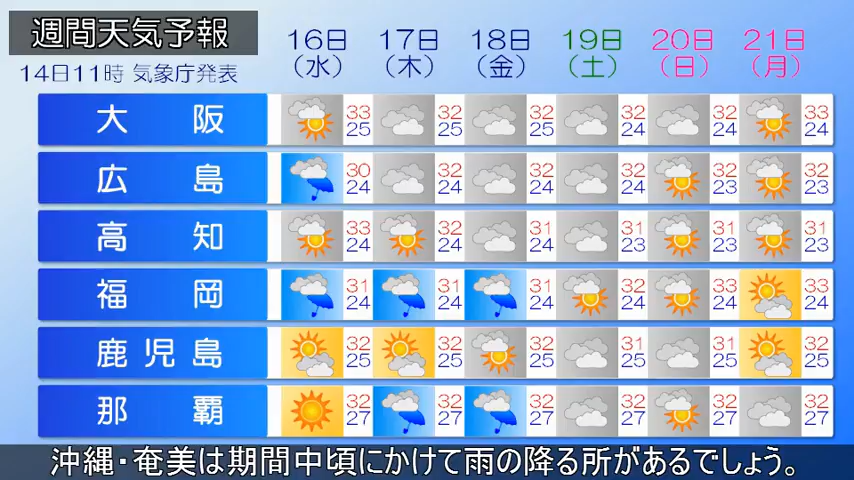 週間天気予報
14日11時 気象庁発表
16日 17日 18日 19日 20日 21日
(水) (木) (金) (土) (日) (月)
大阪 33 25 32 25 32 25 32 24 32 24 33 24
広島 30 24 32 24 32 24 32 24 32 23 32 23
高知 33 24 32 24 31 24 31 23 31 23 31 23
福岡 31 24 31 24 31 24 32 24 33 24 33 24
鹿児島 32 25 32 25 32 25 31 25 31 25 32 25
那覇 32 27 32 27 32 27 32 27 32 27 32 27
沖縄・奄美は期間中頃にかけて雨の降る所があるでしょう。